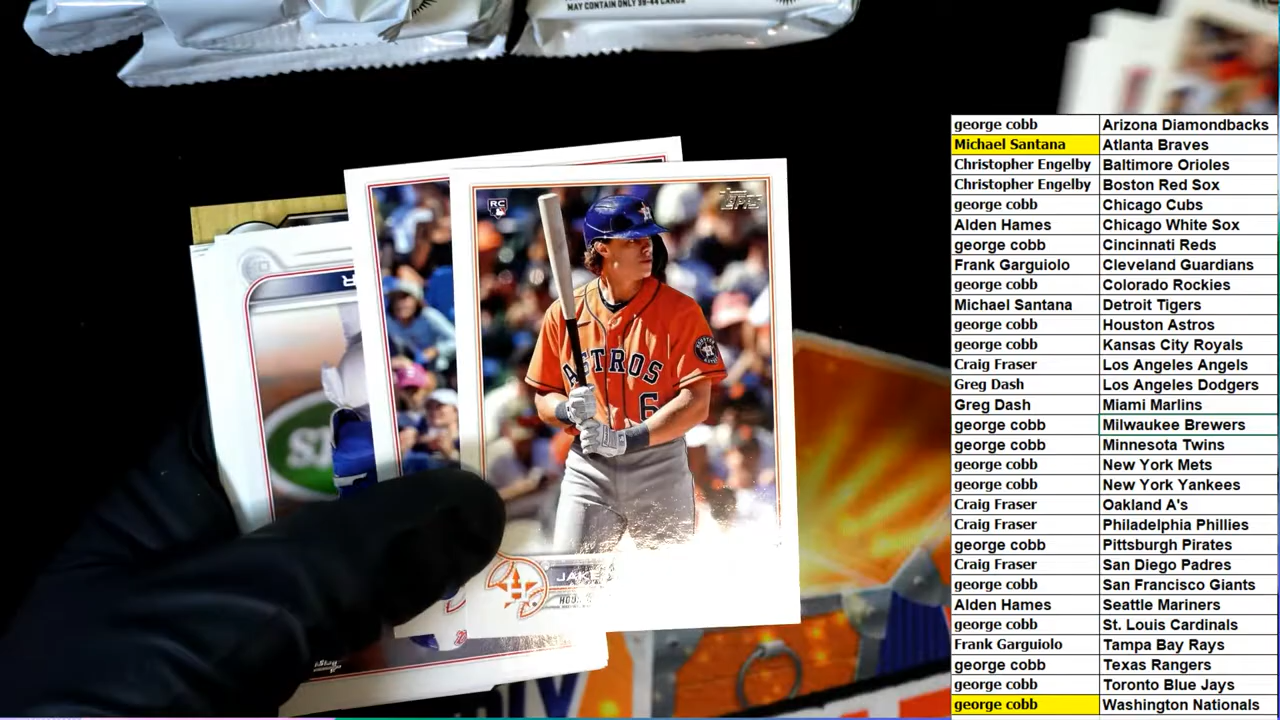 MAY CONTAIN ONLY 38-44 CARDS
RC
Topps
ASTROS
6
JAKE
HOUS
george cobb Arizona Diamondbacks
Michael Santana Atlanta Braves
Christopher Engelby Baltimore Orioles
Christopher Engelby Boston Red Sox
george cobb Chicago Cubs
Alden Hames Chicago White Sox
george cobb Cincinnati Reds
Frank Garguiolo Cleveland Guardians
george cobb Colorado Rockies
Michael Santana Detroit Tigers
george cobb Houston Astros
george cobb Kansas City Royals
Craig Fraser Los Angeles Angels
Greg Dash Los Angeles Dodgers
Greg Dash Miami Marlins
george cobb Milwaukee Brewers
george cobb Minnesota Twins
george cobb New York Mets
george cobb New York Yankees
Craig Fraser Oakland A's
Craig Fraser Philadelphia Phillies
george cobb Pittsburgh Pirates
Craig Fraser San Diego Padres
george cobb San Francisco Giants
Alden Hames Seattle Mariners
george cobb St. Louis Cardinals
Frank Garguiolo Tampa Bay Rays
george cobb Texas Rangers
george cobb Toronto Blue Jays
george cobb Washington Nationals